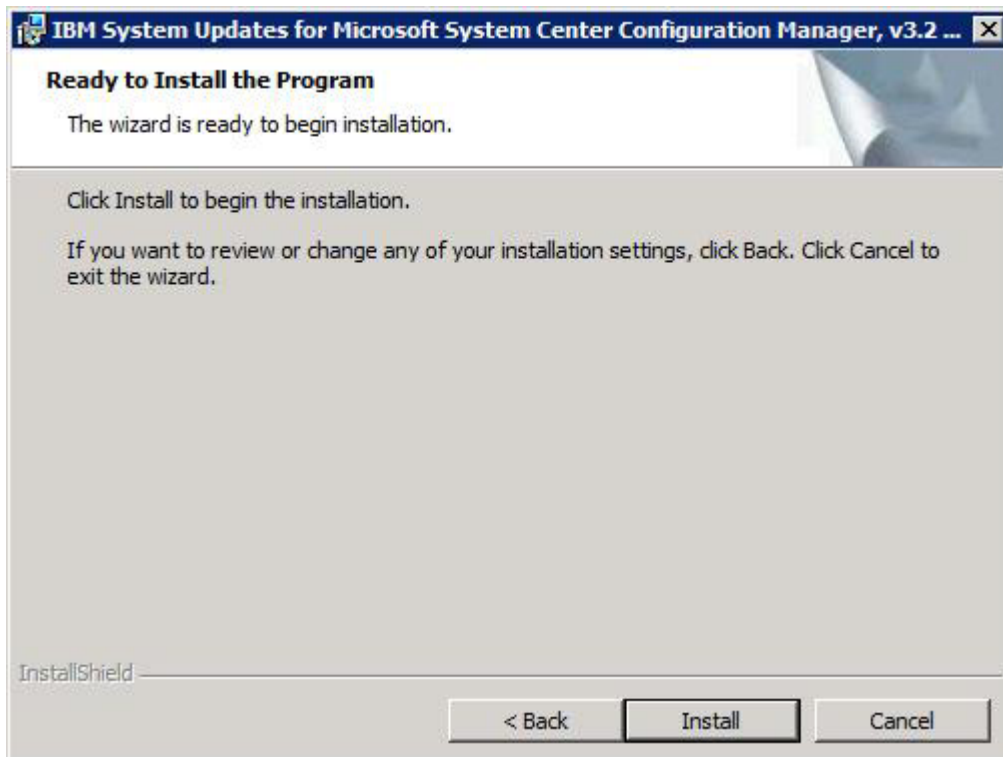 IBM System Updates for Microsoft System Center Configuration Manager, v3.2 ...
Ready to Install the Program
The wizard is ready to begin installation.
Click Install to begin the installation.
If you want to review or change any of your installation settings, click Back. Click Cancel to
exit the wizard.
InstallShield
< Back Install Cancel